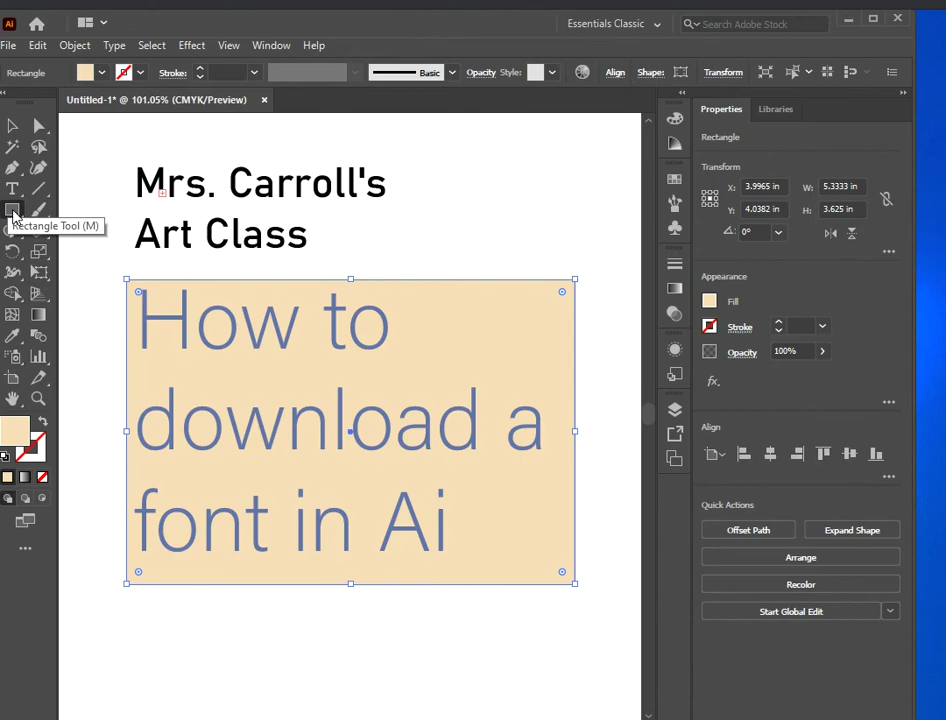 Ai
Essentials Classic
Search Adobe Stock
File Edit Object Type Select Effect View Window Help
Rectangle Stroke: Basic Opacity Style: Align Shape: Transform
Untitled-1* @ 101.05% (CMYK/Preview) ×
Properties Libraries
Rectangle
Mrs. Carroll's
Art Class
Rectangle Tool (M)
How to
download a
font in Ai
Transform
X: 3.9965 in W: 5.3333 in
Y: 4.0382 in H: 3.625 in
0°
Appearance
Fill
Stroke
Opacity 100%
fx.
Align
Quick Actions
Offset Path Expand Shape
Arrange
Recolor
Start Global Edit